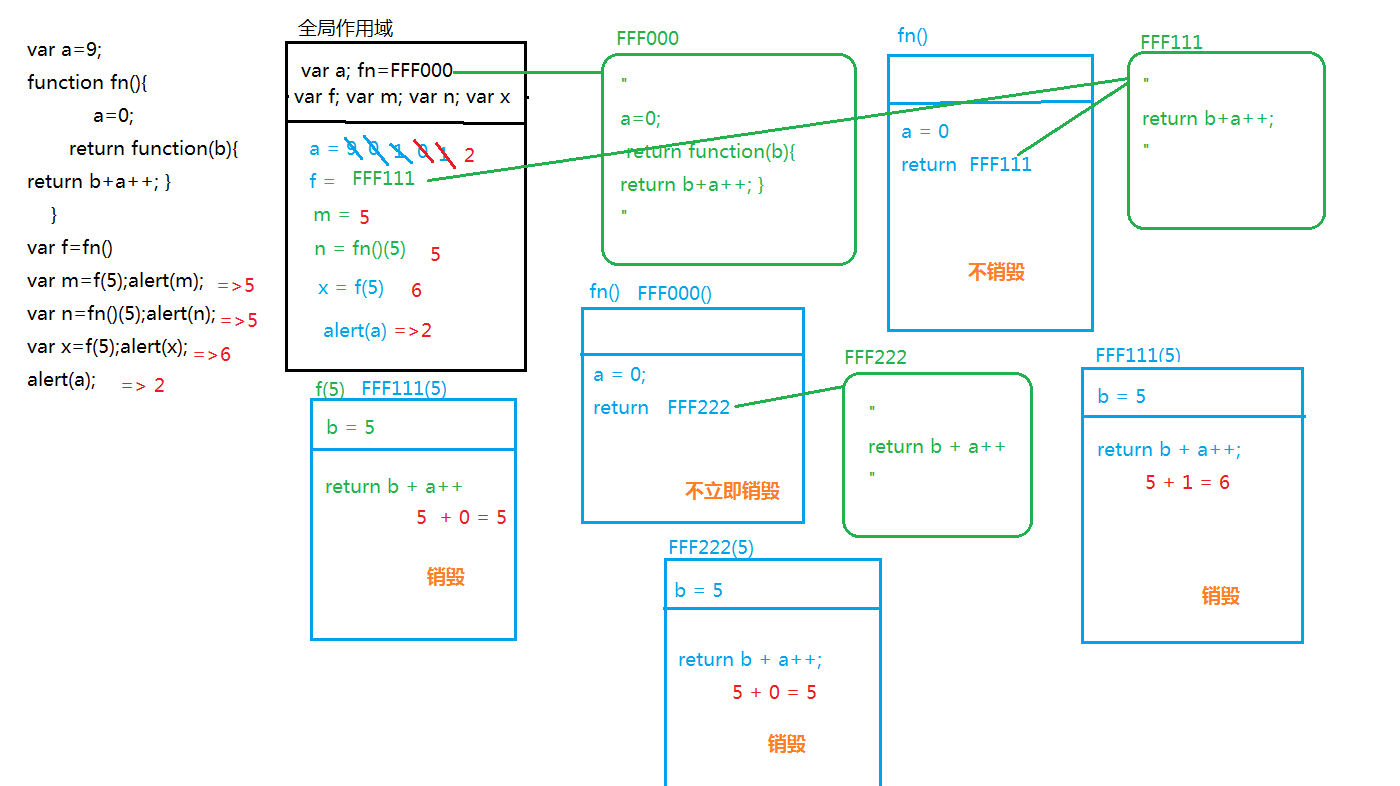 var a=9;
function fn(){
a=0;
return function(b){
return b+a++; }
}
var f=fn()
var m=f(5);alert(m); =>5
var n=fn()(5);alert(n); =>5
var x=f(5);alert(x); =>6
alert(a); => 2
全局作用域
var a; fn=FFF000
var f; var m; var n; var x
a = 9 0 1 0 1 2
f = FFF111
m = 5
n = fn()(5) 5
x = f(5) 6
alert(a) =>2
FFF000
"
a=0;
return function(b){
return b+a++; }
"
fn()
a = 0
return FFF111
不销毁
FFF111
"
return b+a++;
"
f(5) FFF111(5)
b = 5
return b + a++
5 + 0 = 5
销毁
fn() FFF000()
a = 0;
return FFF222
不立即销毁
FFF222
"
return b + a++
"
FFF222(5)
b = 5
return b + a++;
5 + 0 = 5
销毁
FFF111(5)
b = 5
return b + a++;
5 + 1 = 6
销毁